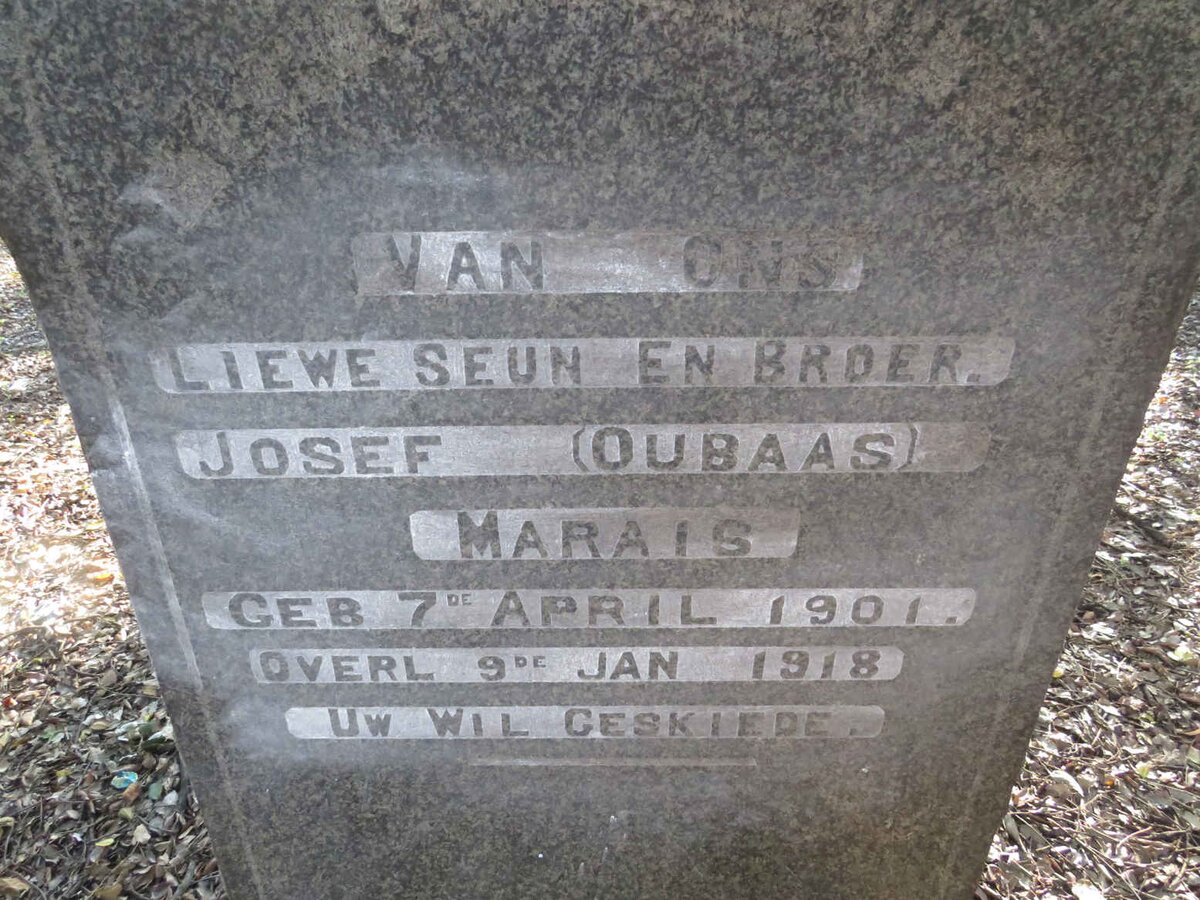 VAN ONS
LIEWE SEUN EN BROER.
JOSEF (OUBAAS)
MARAIS
GEB 7DE APRIL 1901.
OVERL 9DE JAN 1918
UW WIL GESKIEDE.